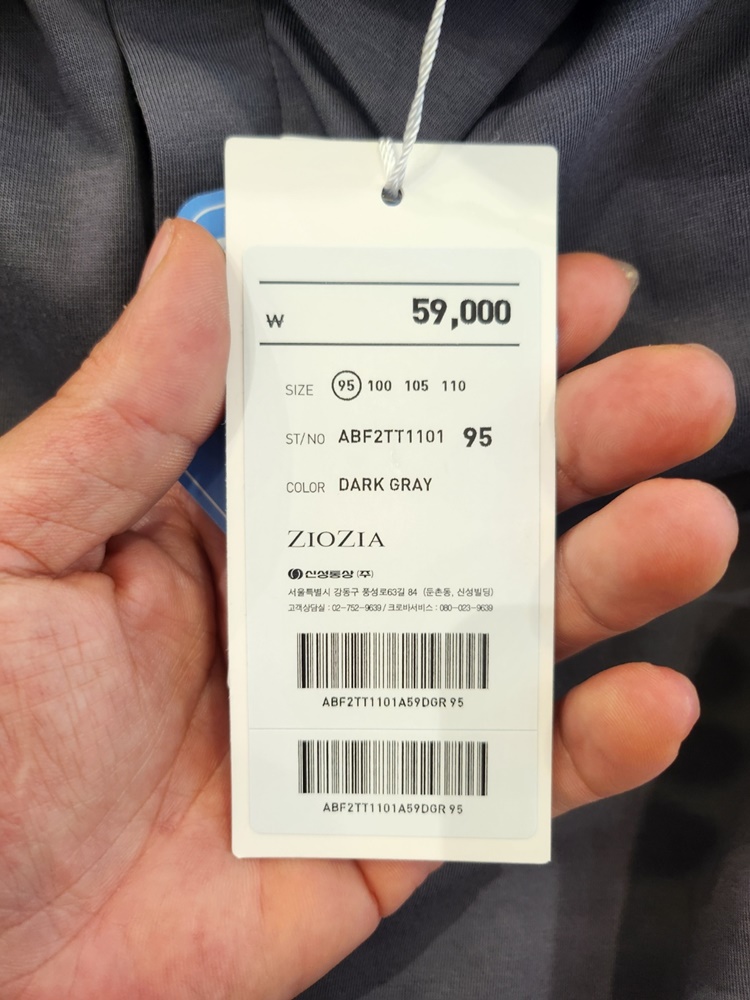 ₩ 59,000
SIZE 95 100 105 110
ST/NO ABF2TT1101 95
COLOR DARK GRAY
ZIOZIA
신성통상 (주)
서울특별시 강동구 풍성로63길 84 (둔촌동, 신성빌딩)
고객상담실 : 02-752-9639 / 크로바서비스 : 080-023-9639
ABF2TT1101A59DGR 95
ABF2TT1101A59DGR 95